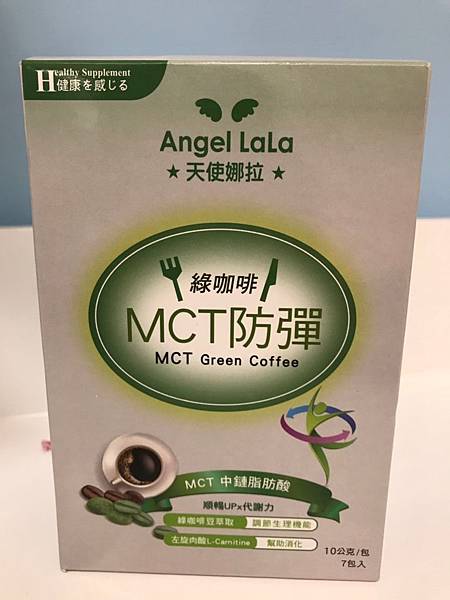 Healthy Supplement
健康を感じる
Angel LaLa
★ 天使娜拉 ★
綠咖啡
MCT防彈
MCT Green Coffee
MCT 中鏈脂肪酸
順暢UPx代謝力
綠咖啡豆萃取 調節生理機能
左旋肉酸L-Carnitine 幫助消化
10公克/包
7包入